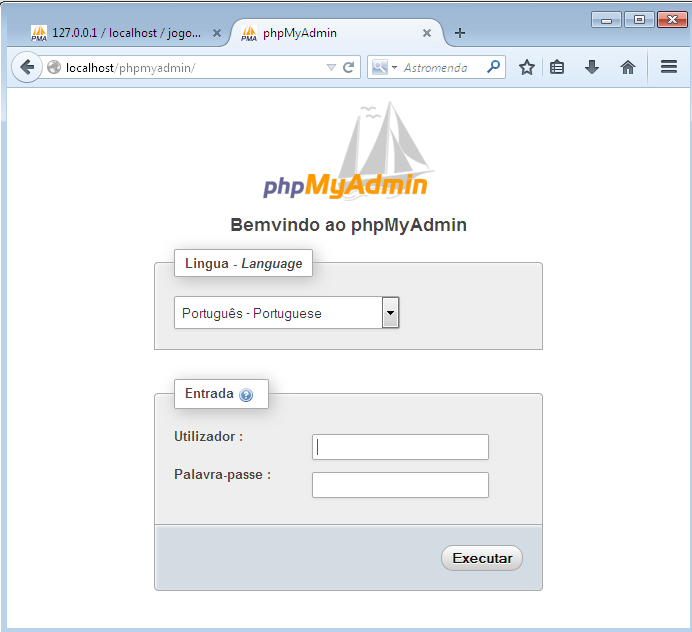 127.0.0.1 / localhost / jogo...
phpMyAdmin
localhost/phpmyadmin/
Astromenda
phpMyAdmin
Bemvindo ao phpMyAdmin
Lingua - Language
Português - Portuguese
Entrada
Utilizador :
Palavra-passe :
Executar